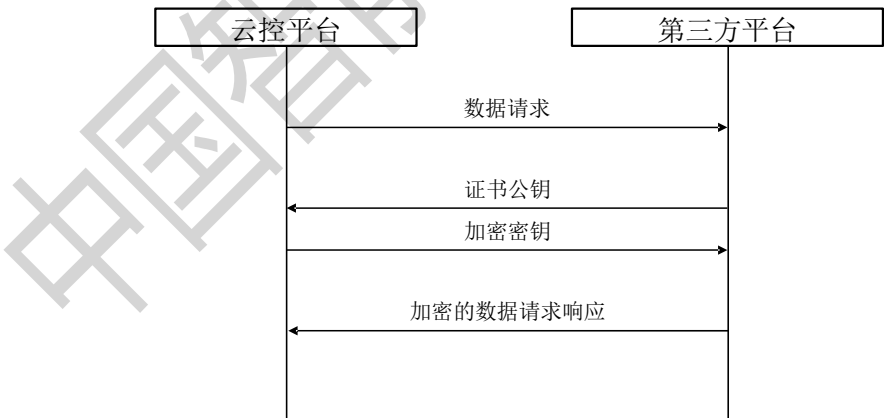 云控平台 第三方平台
数据请求
证书公钥
加密密钥
加密的数据请求响应
中国智